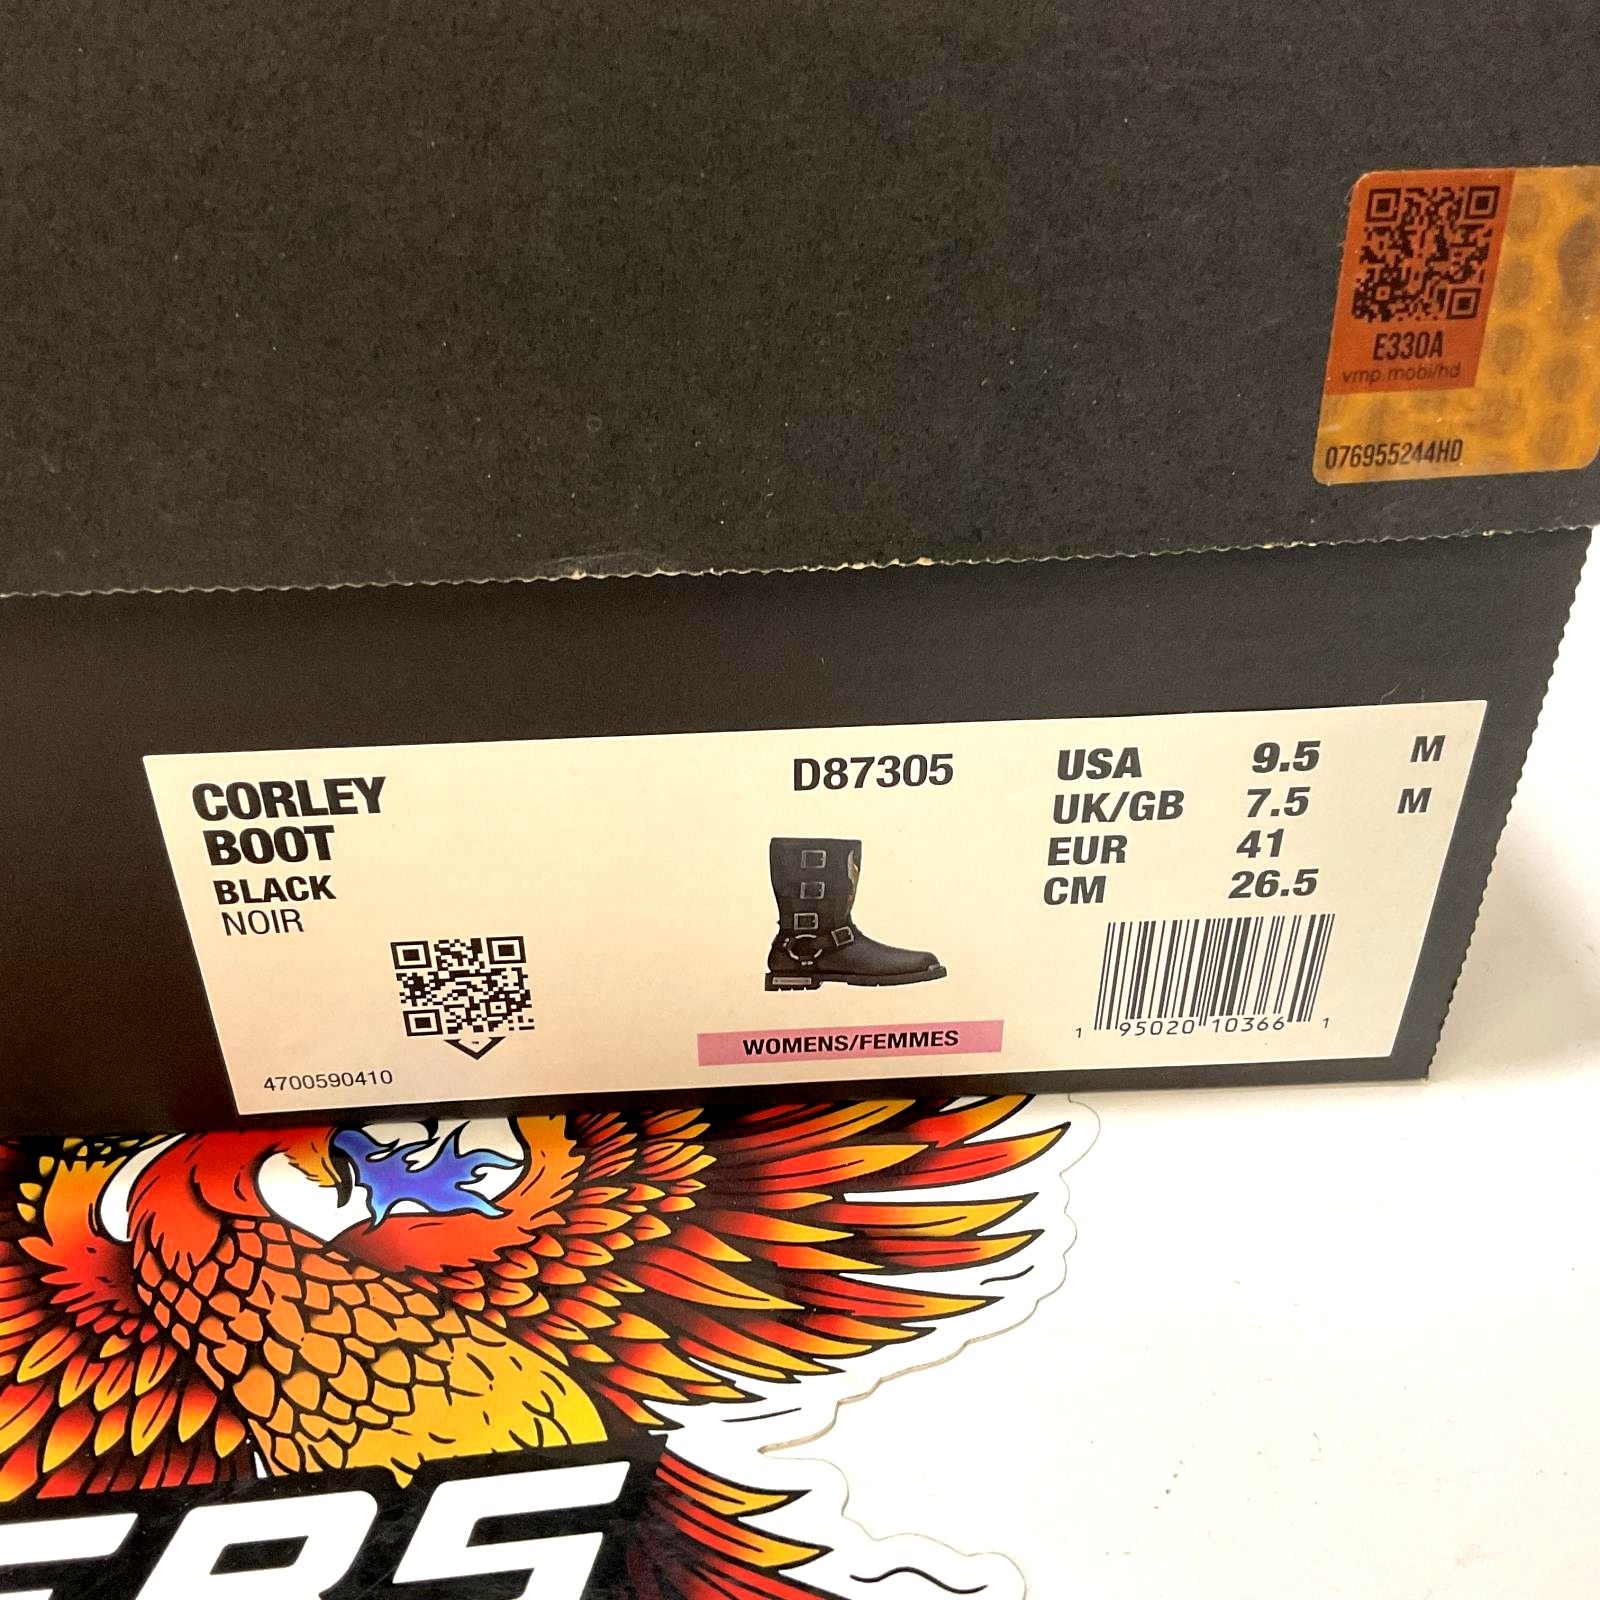 E330A
vmp.mobi/hd
076955244HD
CORLEY
BOOT
BLACK
NOIR
4700590410
D87305
WOMENS/FEMMES
USA 9.5 M
UK/GB 7.5 M
EUR 41
CM 26.5
1 95020 10366 1
ERS